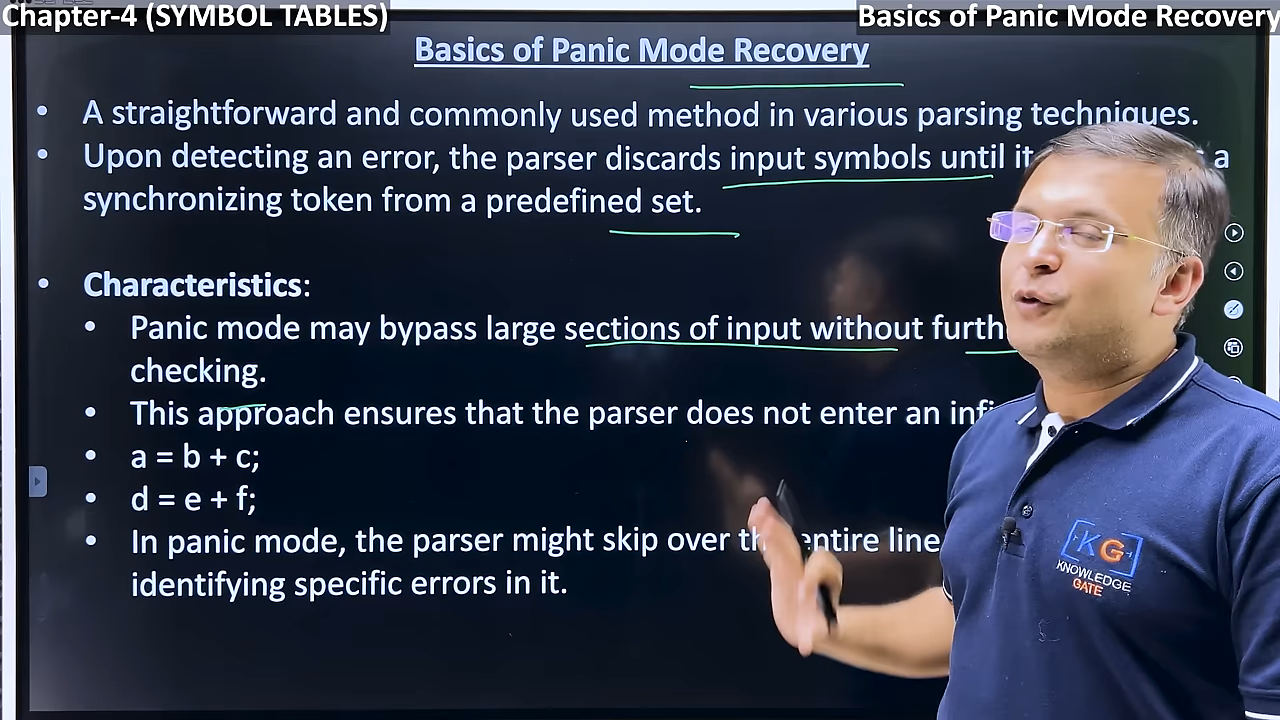 Chapter-4 (SYMBOL TABLES)
Basics of Panic Mode Recovery
Basics of Panic Mode Recovery
• A straightforward and commonly used method in various parsing techniques.
• Upon detecting an error, the parser discards input symbols until it a
synchronizing token from a predefined set.
• Characteristics:
• Panic mode may bypass large sections of input without
checking.
• This approach ensures that the parser does not enter an
• a = b + c;
• d = e + f;
• In panic mode, the parser might skip over entire line
identifying specific errors in it.
KG
KNOWLEDGE
GATE